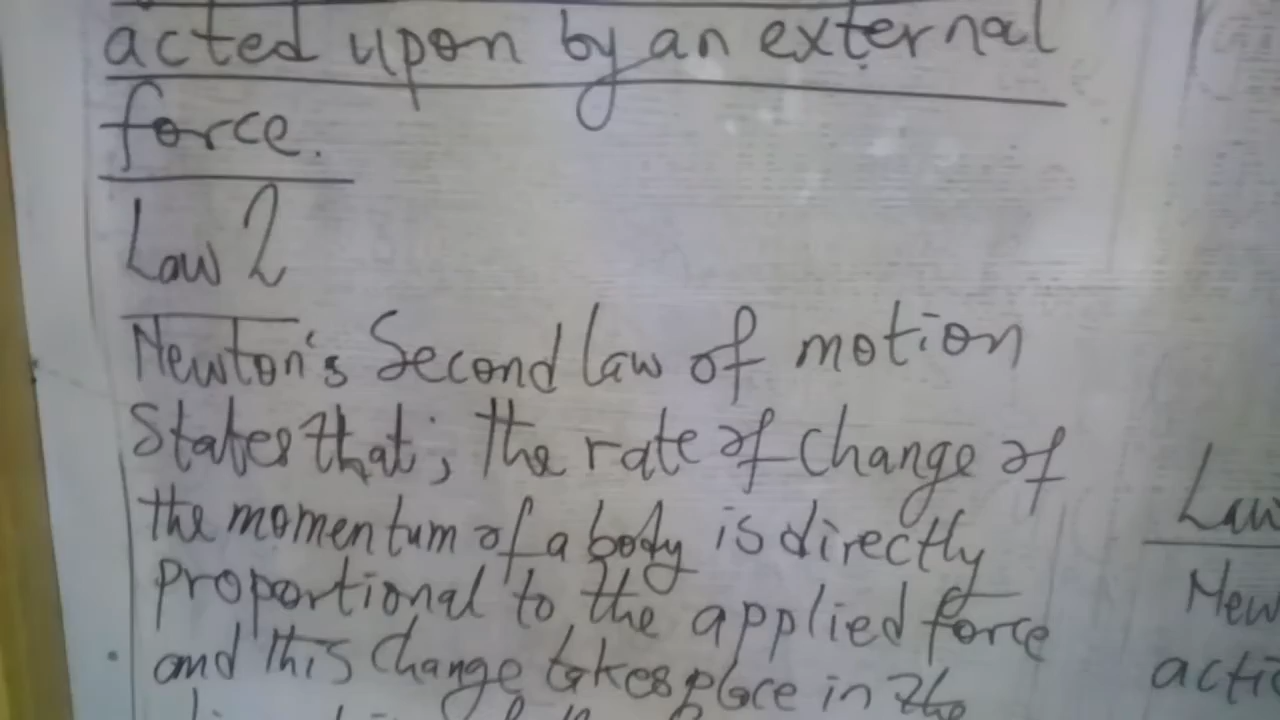 acted upon by an external
force.
Law 2
Newton's Second law of motion
States that; the rate of change of
the momentum of a body is directly
proportional to the applied force
and this change takes place in the
Law
New
actio